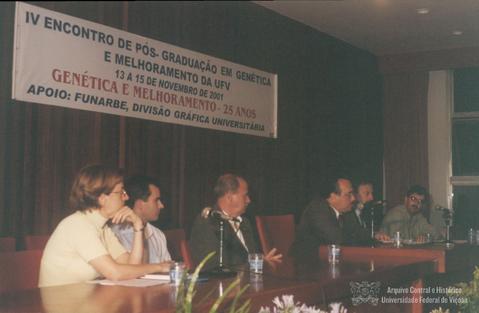 IV ENCONTRO DE PÓS-GRADUAÇÃO EM GENÉTICA
E MELHORAMENTO DA UFV
13 A 15 DE NOVEMBRO DE 2001
GENÉTICA E MELHORAMENTO - 25 ANOS
APOIO: FUNARBE, DIVISÃO GRÁFICA UNIVERSITÁRIA
Arquivo Central e Histórico
Universidade Federal de Viçosa